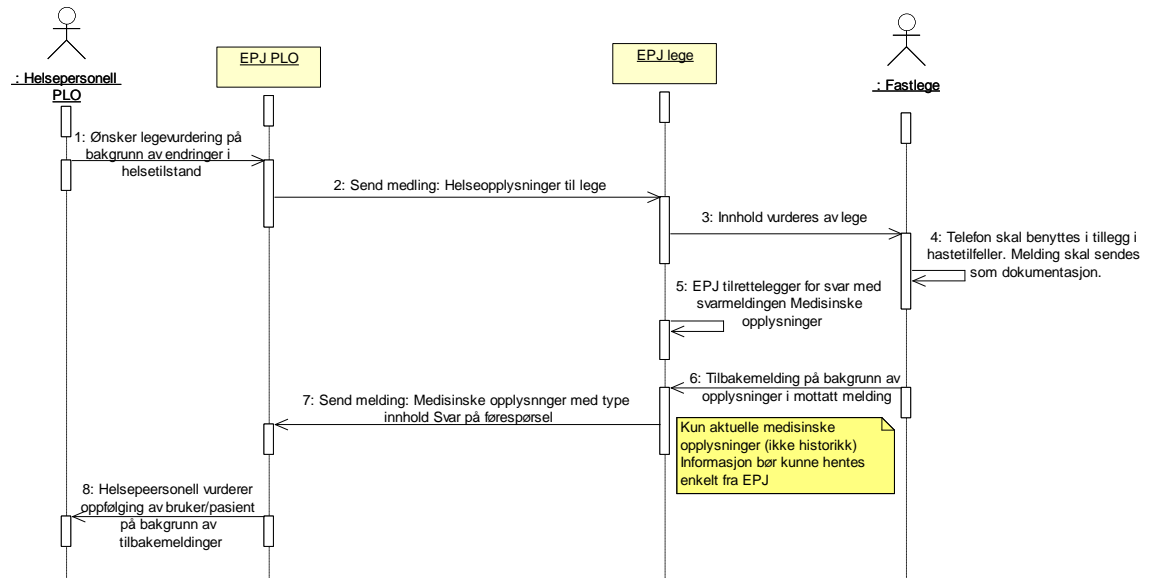 : Helsepersonell
PLO
EPJ PLO
EPJ lege
: Fastlege
1: Ønsker legevurdering på
bakgrunn av endringer i
helsetilstand
2: Send medling: Helseopplysninger til lege
3: Innhold vurderes av lege
4: Telefon skal benyttes i tillegg i
hastetilfeller. Melding skal sendes
som dokumentasjon.
5: EPJ tilrettelegger for svar med
svarmeldingen Medisinske
opplysninger
6: Tilbakemelding på bakgrunn av
opplysninger i mottatt melding
7: Send melding: Medisinske opplysnnger med type
innhold Svar på førespørsel
Kun aktuelle medisinske
opplysninger (ikke historikk)
Informasjon bør kunne hentes
enkelt fra EPJ
8: Helsepeersonell vurderer
oppfølging av bruker/pasient
på bakgrunn av
tilbakemeldinger